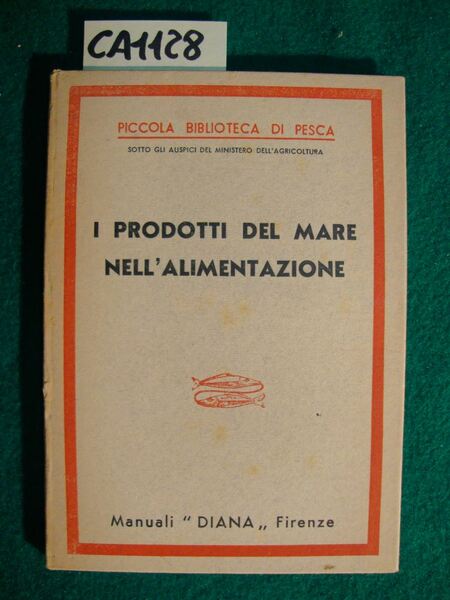 CA1128
PICCOLA BIBLIOTECA DI PESCA
SOTTO GLI AUSPICI DEL MINISTERO DELL'AGRICOLTURA
I PRODOTTI DEL MARE
NELL'ALIMENTAZIONE
Manuali " DIANA „ Firenze